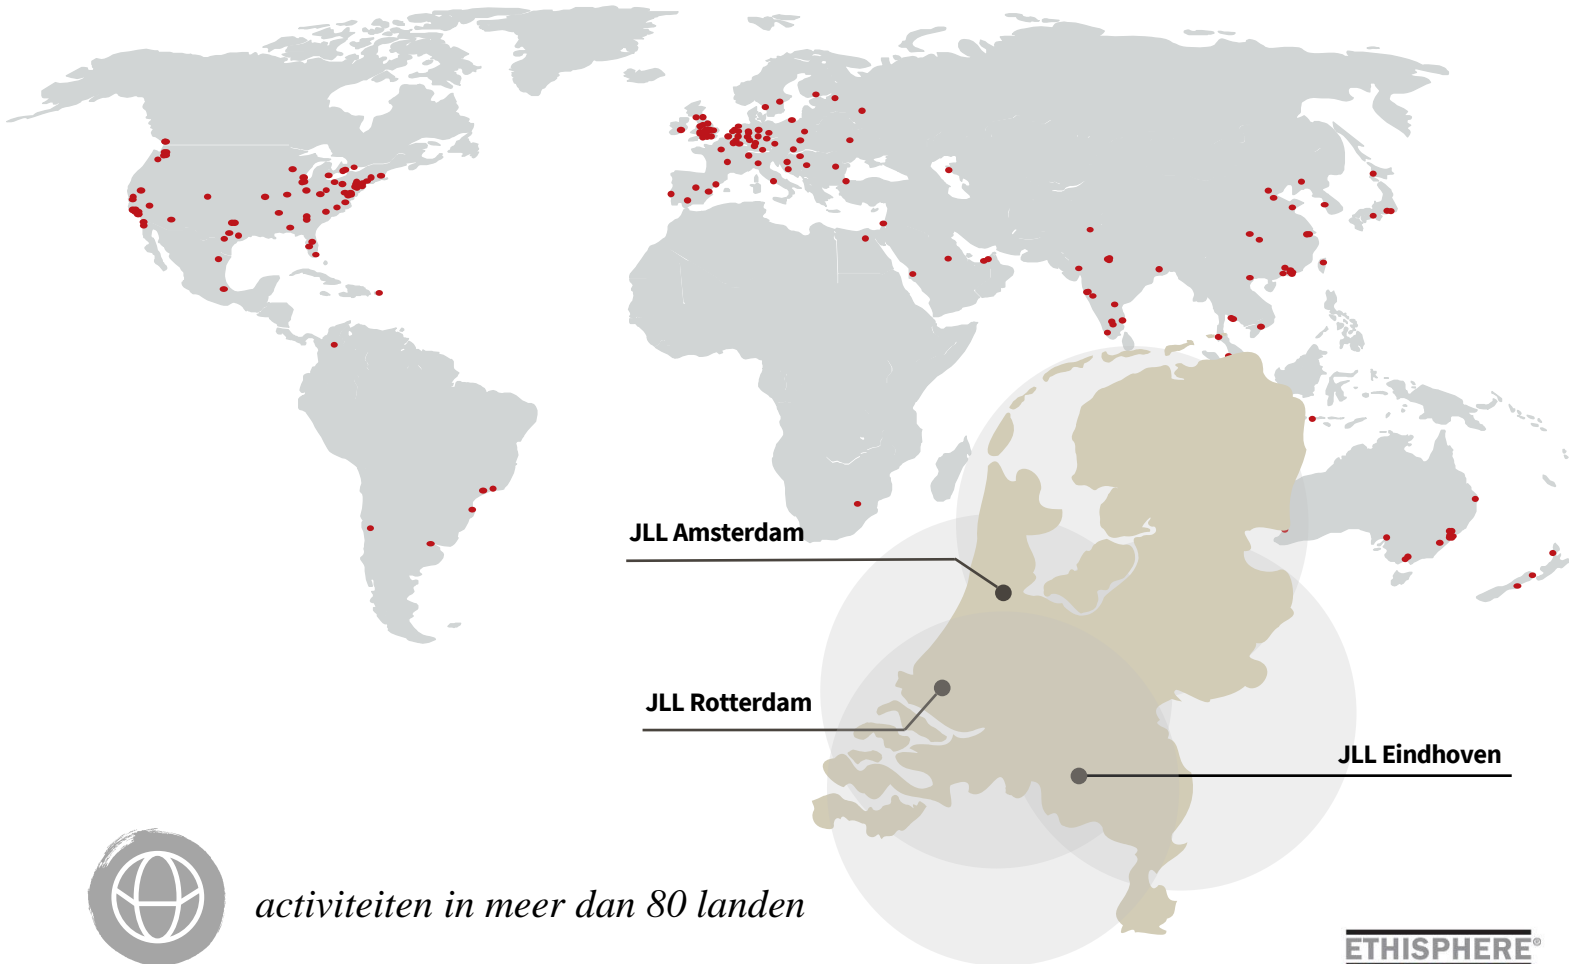 JLL Amsterdam
JLL Rotterdam
JLL Eindhoven
activiteiten in meer dan 80 landen
ETHISPHERE®